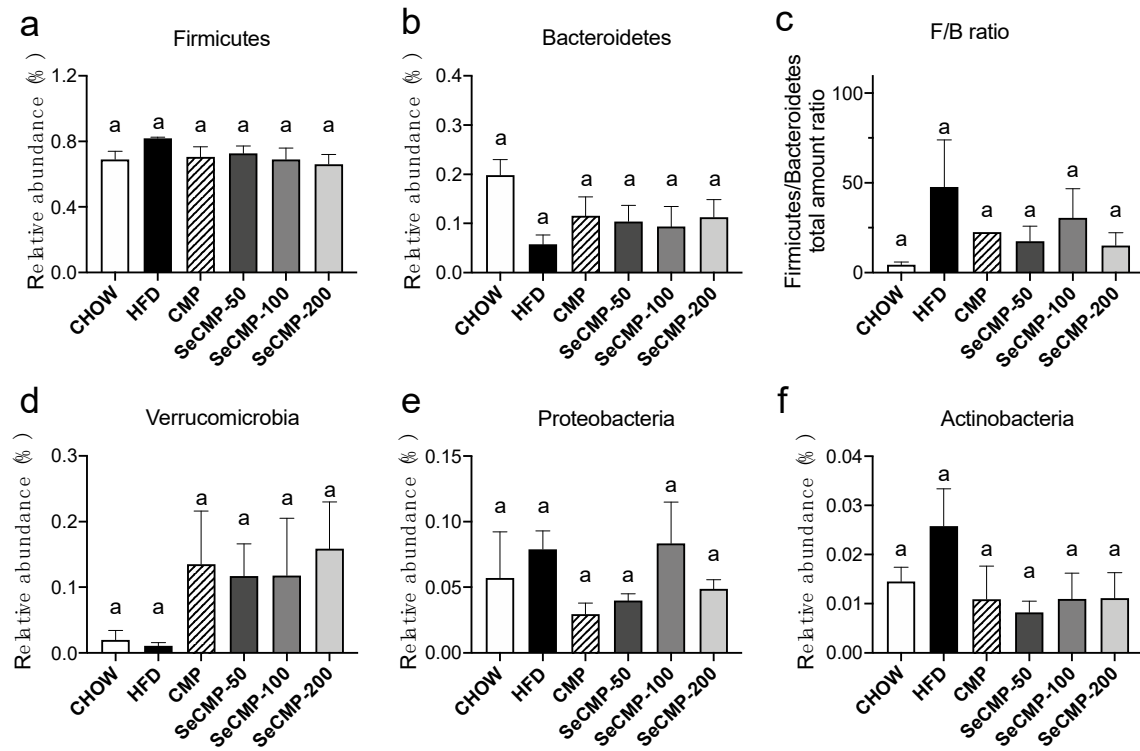 a
Firmicutes
Relative abundance (%)
1.2
0.8
0.4
0.0
a a a a a a
CHOW
HFD
CMP
SeCMP-50
SeCMP-100
SeCMP-200
b
Bacteroidetes
Relative abundance (%)
0.4
0.3
0.2
0.1
0.0
a a a a a a
CHOW
HFD
CMP
SeCMP-50
SeCMP-100
SeCMP-200
c
F/B ratio
Firmicutes/Bacteroidetes
total amount ratio
100
50
0
a a a a a a
CHOW
HFD
CMP
SeCMP-50
SeCMP-100
SeCMP-200
d
Verrucomicrobia
Relative abundance (%)
0.3
0.2
0.1
0.0
a a a a a a
CHOW
HFD
CMP
SeCMP-50
SeCMP-100
SeCMP-200
e
Proteobacteria
Relative abundance (%)
0.15
0.10
0.05
0.00
a a a a a a
CHOW
HFD
CMP
SeCMP-50
SeCMP-100
SeCMP-200
f
Actinobacteria
Relative abundance (%)
0.04
0.03
0.02
0.01
0.00
a a a a a a
CHOW
HFD
CMP
SeCMP-50
SeCMP-100
SeCMP-200